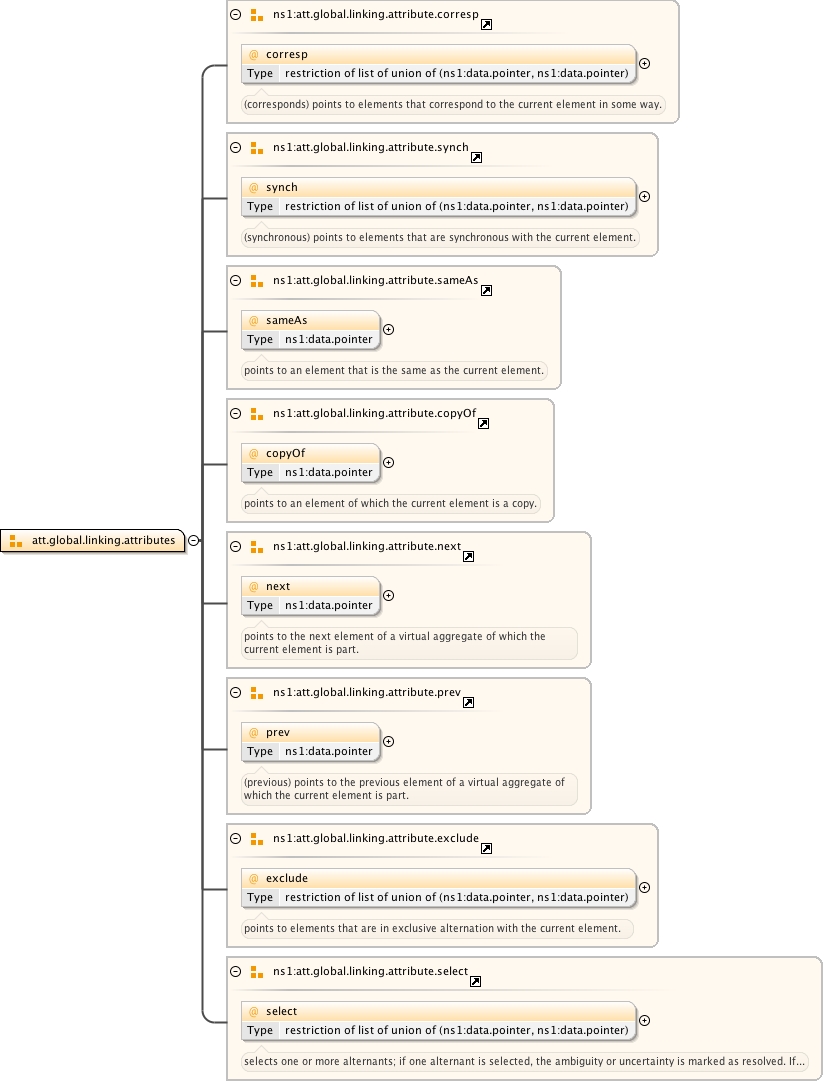 ns1:att.global.linking.attribute.corresp
@ corresp
Type restriction of list of union of (ns1:data.pointer, ns1:data.pointer)
(corresponds) points to elements that correspond to the current element in some way.
ns1:att.global.linking.attribute.synch
@ synch
Type restriction of list of union of (ns1:data.pointer, ns1:data.pointer)
(synchronous) points to elements that are synchronous with the current element.
ns1:att.global.linking.attribute.sameAs
@ sameAs
Type ns1:data.pointer
points to an element that is the same as the current element.
ns1:att.global.linking.attribute.copyOf
@ copyOf
Type ns1:data.pointer
points to an element of which the current element is a copy.
att.global.linking.attributes
ns1:att.global.linking.attribute.next
@ next
Type ns1:data.pointer
points to the next element of a virtual aggregate of which the
current element is part.
ns1:att.global.linking.attribute.prev
@ prev
Type ns1:data.pointer
(previous) points to the previous element of a virtual aggregate of
which the current element is part.
ns1:att.global.linking.attribute.exclude
@ exclude
Type restriction of list of union of (ns1:data.pointer, ns1:data.pointer)
points to elements that are in exclusive alternation with the current element.
ns1:att.global.linking.attribute.select
@ select
Type restriction of list of union of (ns1:data.pointer, ns1:data.pointer)
selects one or more alternants; if one alternant is selected, the ambiguity or uncertainty is marked as resolved. If...